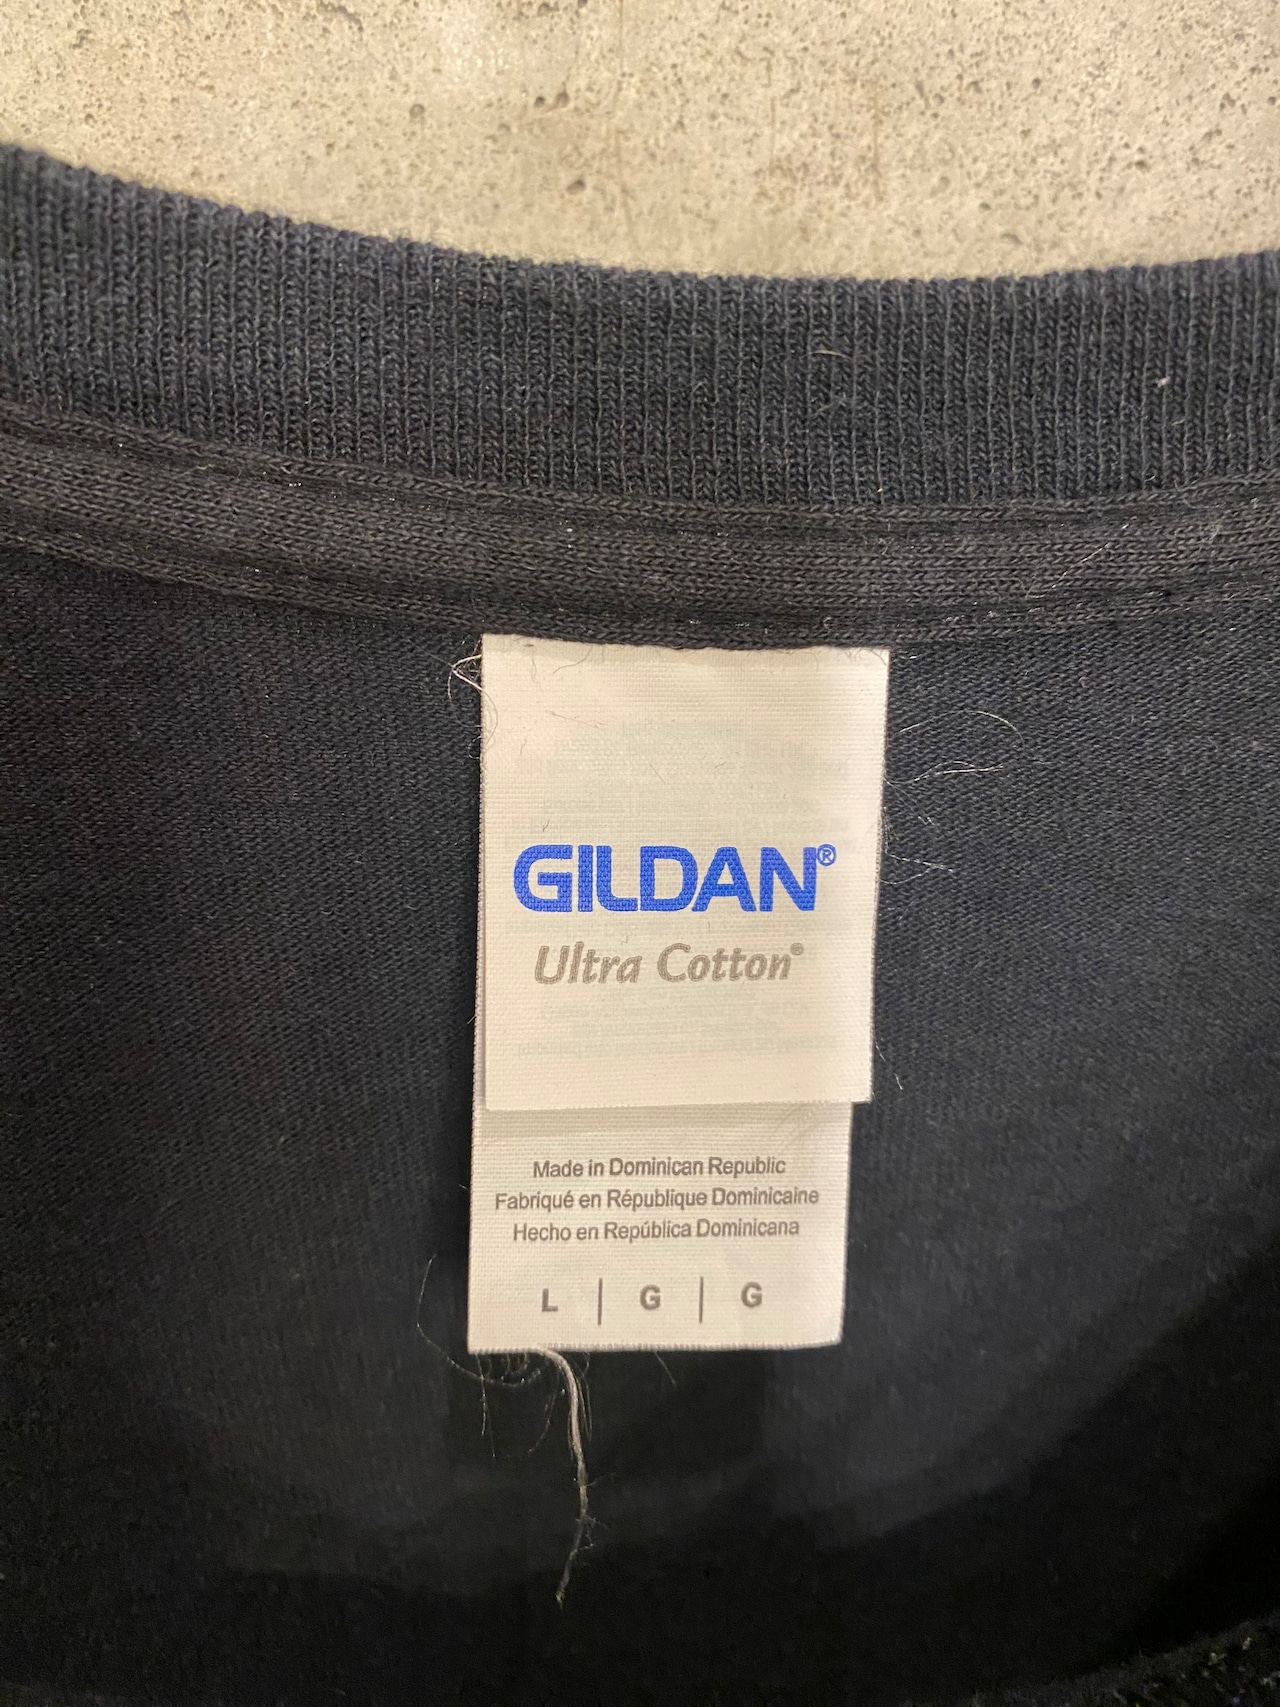 GILDAN®
Ultra Cotton®
Made in Dominican Republic
Fabriqué en République Dominicaine
Hecho en República Dominicana
L | G | G